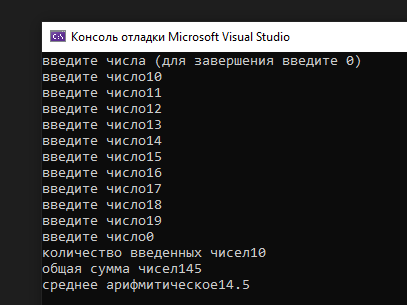 Консоль отладки Microsoft Visual Studio
введите числа (для завершения введите 0)
введите число10
введите число11
введите число12
введите число13
введите число14
введите число15
введите число16
введите число17
введите число18
введите число19
введите число0
количество введенных чисел10
общая сумма чисел145
среднее арифмитическое14.5